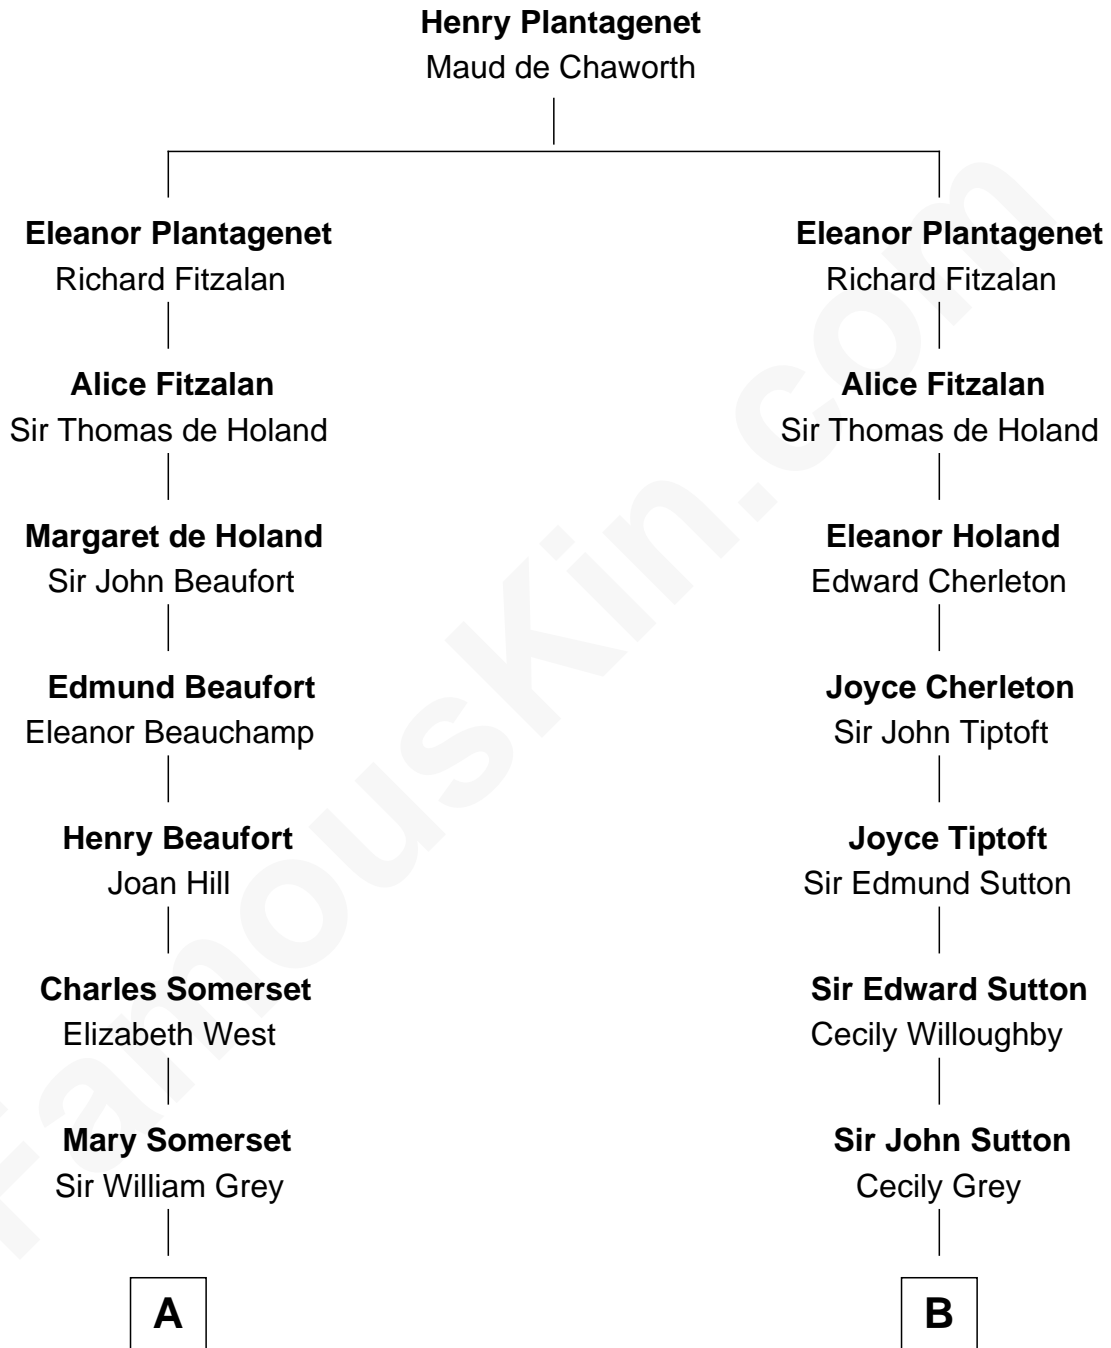 Henry Plantagenet
Maud de Chaworth
Eleanor Plantagenet
Richard Fitzalan
Alice Fitzalan
Sir Thomas de Holand
Margaret de Holand
Sir John Beaufort
Edmund Beaufort
Eleanor Beauchamp
Henry Beaufort
Joan Hill
Charles Somerset
Elizabeth West
Mary Somerset
Sir William Grey
A
Eleanor Plantagenet
Richard Fitzalan
Alice Fitzalan
Sir Thomas de Holand
Eleanor Holand
Edward Cherleton
Joyce Cherleton
Sir John Tiptoft
Joyce Tiptoft
Sir Edmund Sutton
Sir Edward Sutton
Cecily Willoughby
Sir John Sutton
Cecily Grey
B
FamousKin.com